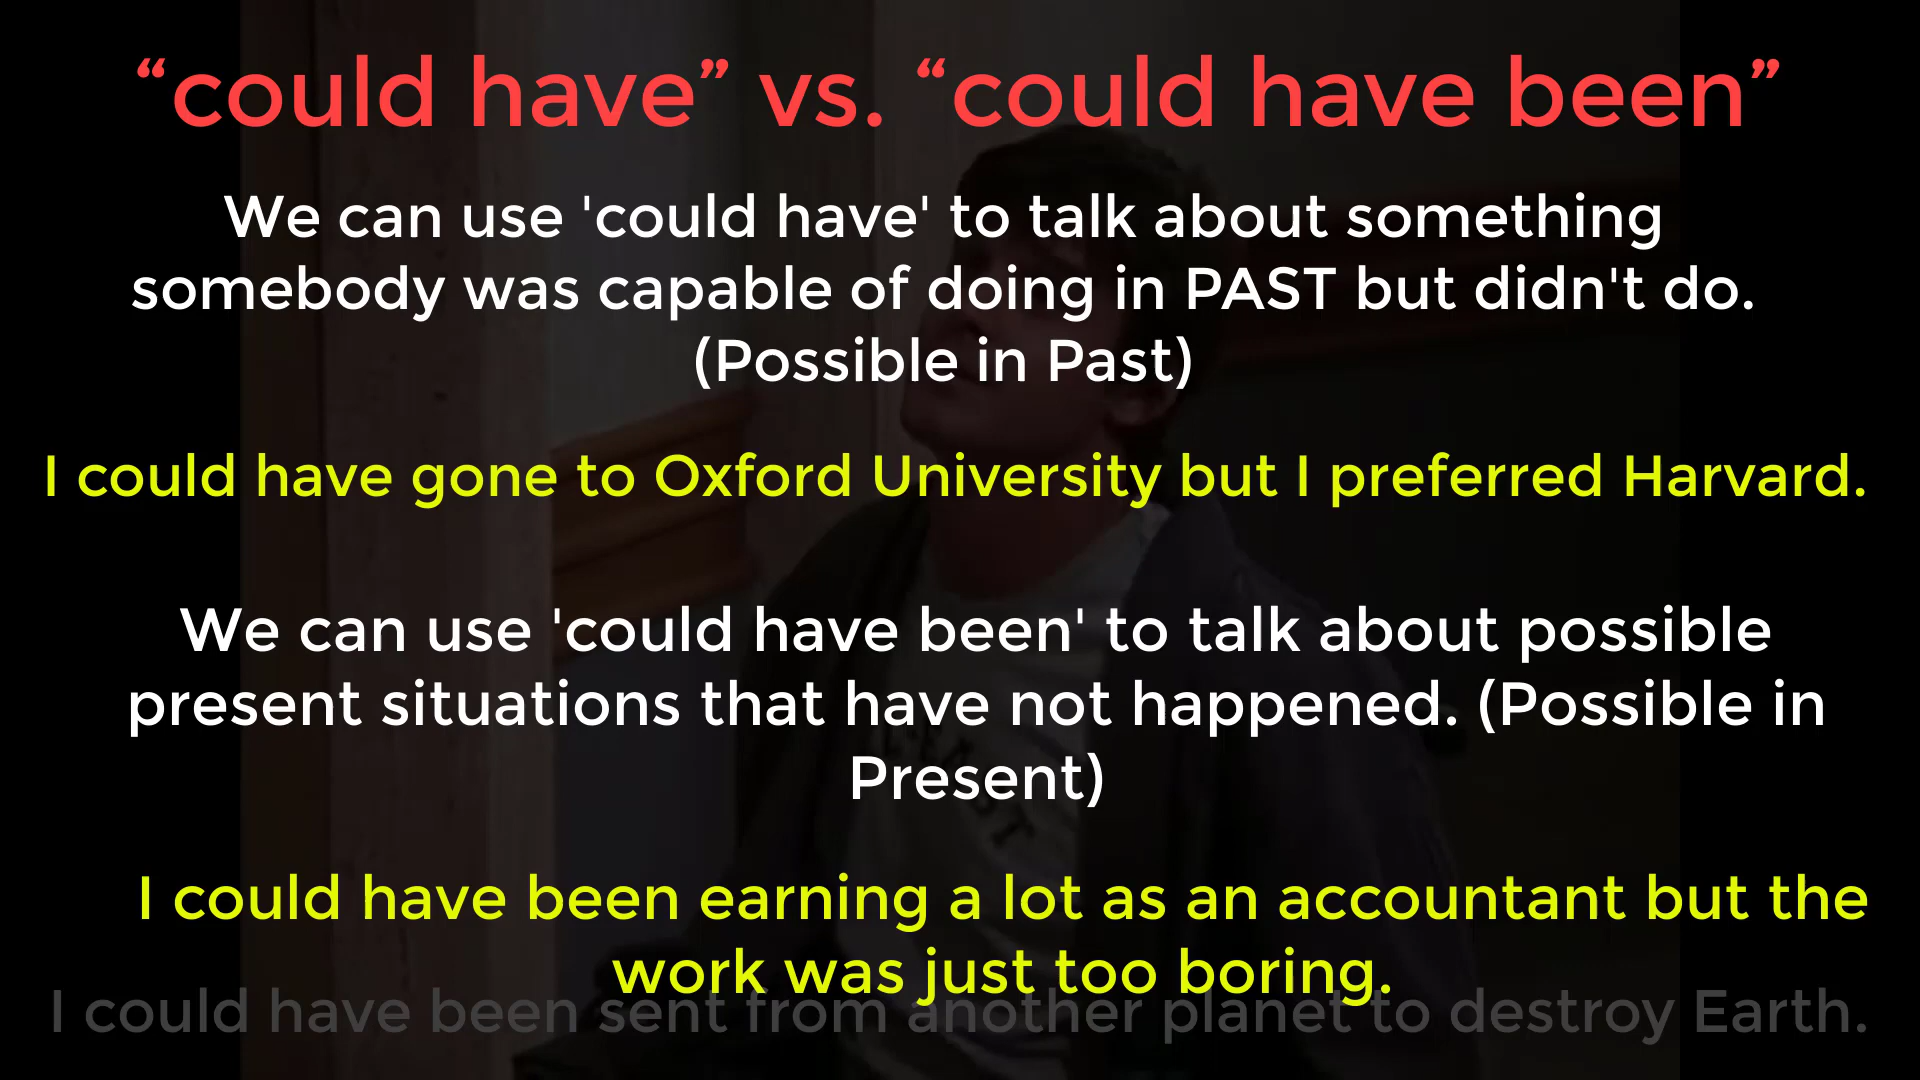 “could have” vs. “could have been”
We can use 'could have' to talk about something
somebody was capable of doing in PAST but didn't do.
(Possible in Past)
I could have gone to Oxford University but I preferred Harvard.
We can use 'could have been' to talk about possible
present situations that have not happened. (Possible in
Present)
I could have been earning a lot as an accountant but the
work was just too boring.
I could have been sent from another planet to destroy Earth.